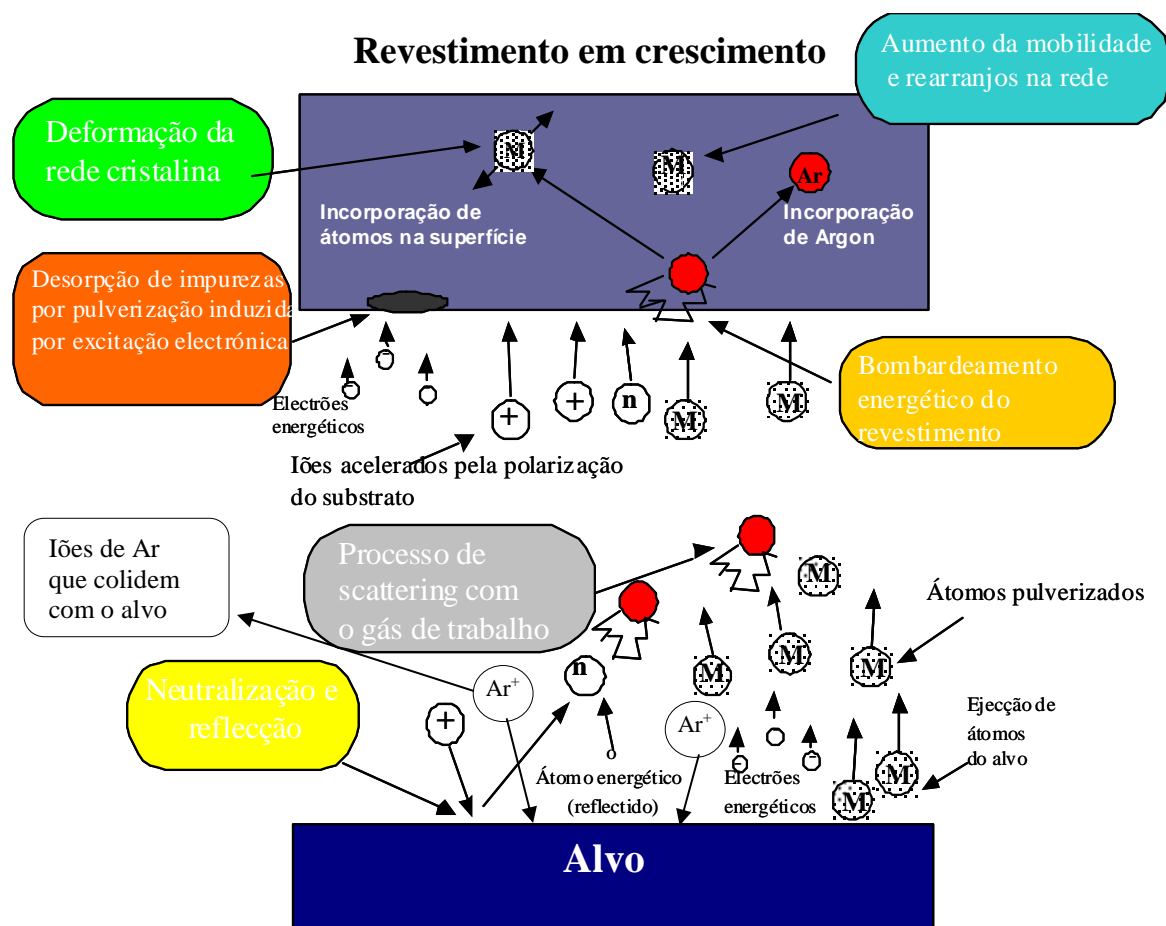 Revestimento em crescimento
Aumento da mobilidade
e rearranjos na rede
Deformação da
rede cristalina
M
M
Ar
Incorporação de
átomos na superfície
Incorporação
de Argon
Desorpção de impurezas
por pulverização induzida
por excitação electrónica
Bombardeamento
energético do
revestimento
Electrões
energéticos
+
+
n
M
M
Iões acelerados pela polarização
do substrato
Iões de Ar
que colidem
com o alvo
Processo de
scattering com
o gás de trabalho
M
Átomos pulverizados
Neutralização e
reflecção
+
Ar⁺
n
M
M
M
Ar⁺
Ejecção de
átomos
do alvo
Átomo energético
(reflectido)
Electrões
energéticos
M
M
Alvo